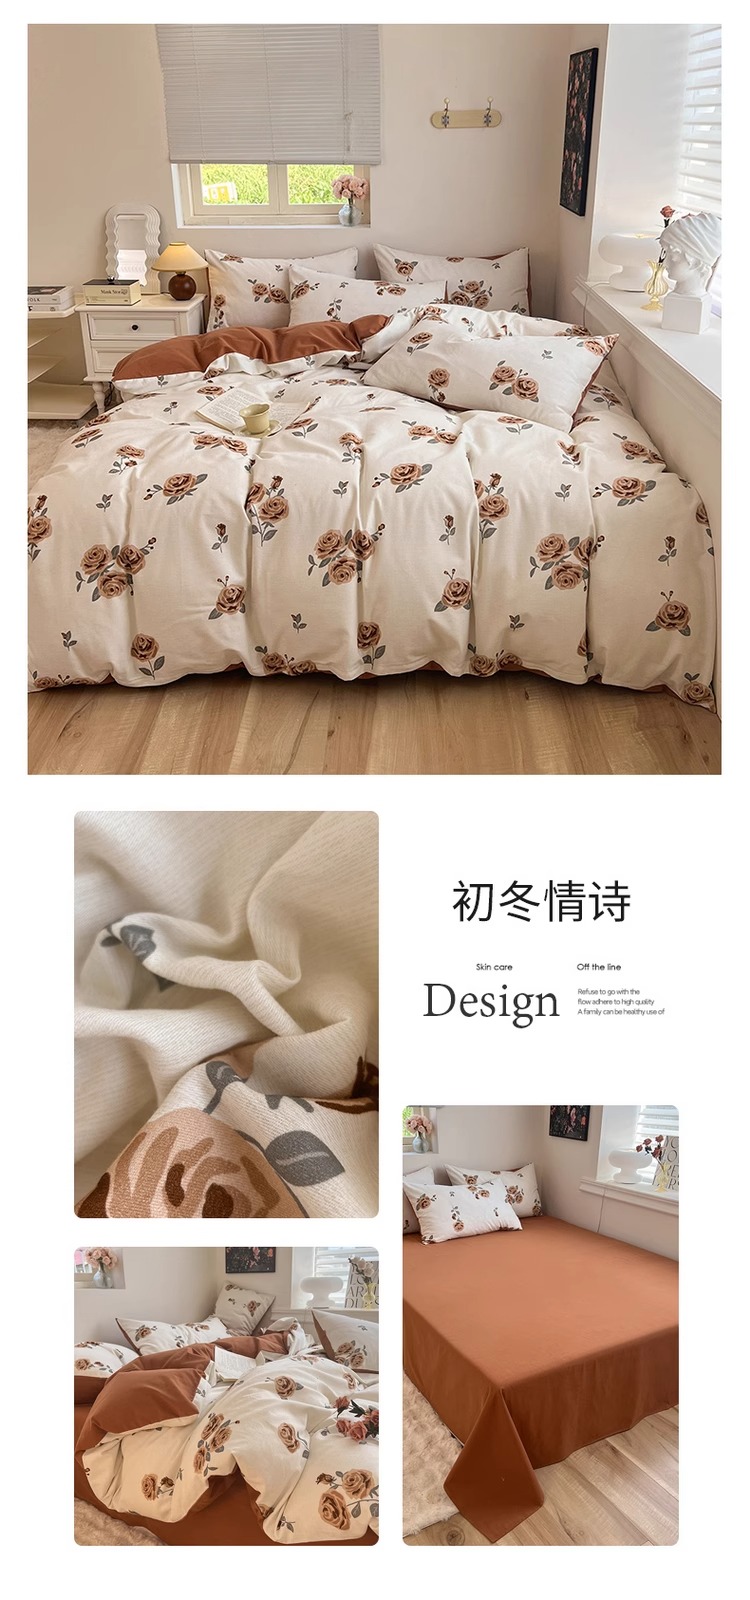 初冬情诗
Skin care
Off the line
Design
Refuse to go with the
flow adhere to high quality
A family can be healthy use of